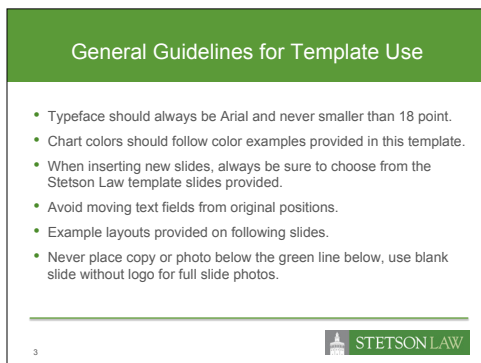 General Guidelines for Template Use
• Typeface should always be Arial and never smaller than 18 point.
• Chart colors should follow color examples provided in this template.
• When inserting new slides, always be sure to choose from the
Stetson Law template slides provided.
• Avoid moving text fields from original positions.
• Example layouts provided on following slides.
• Never place copy or photo below the green line below, use blank
slide without logo for full slide photos.
3
STETSON LAW